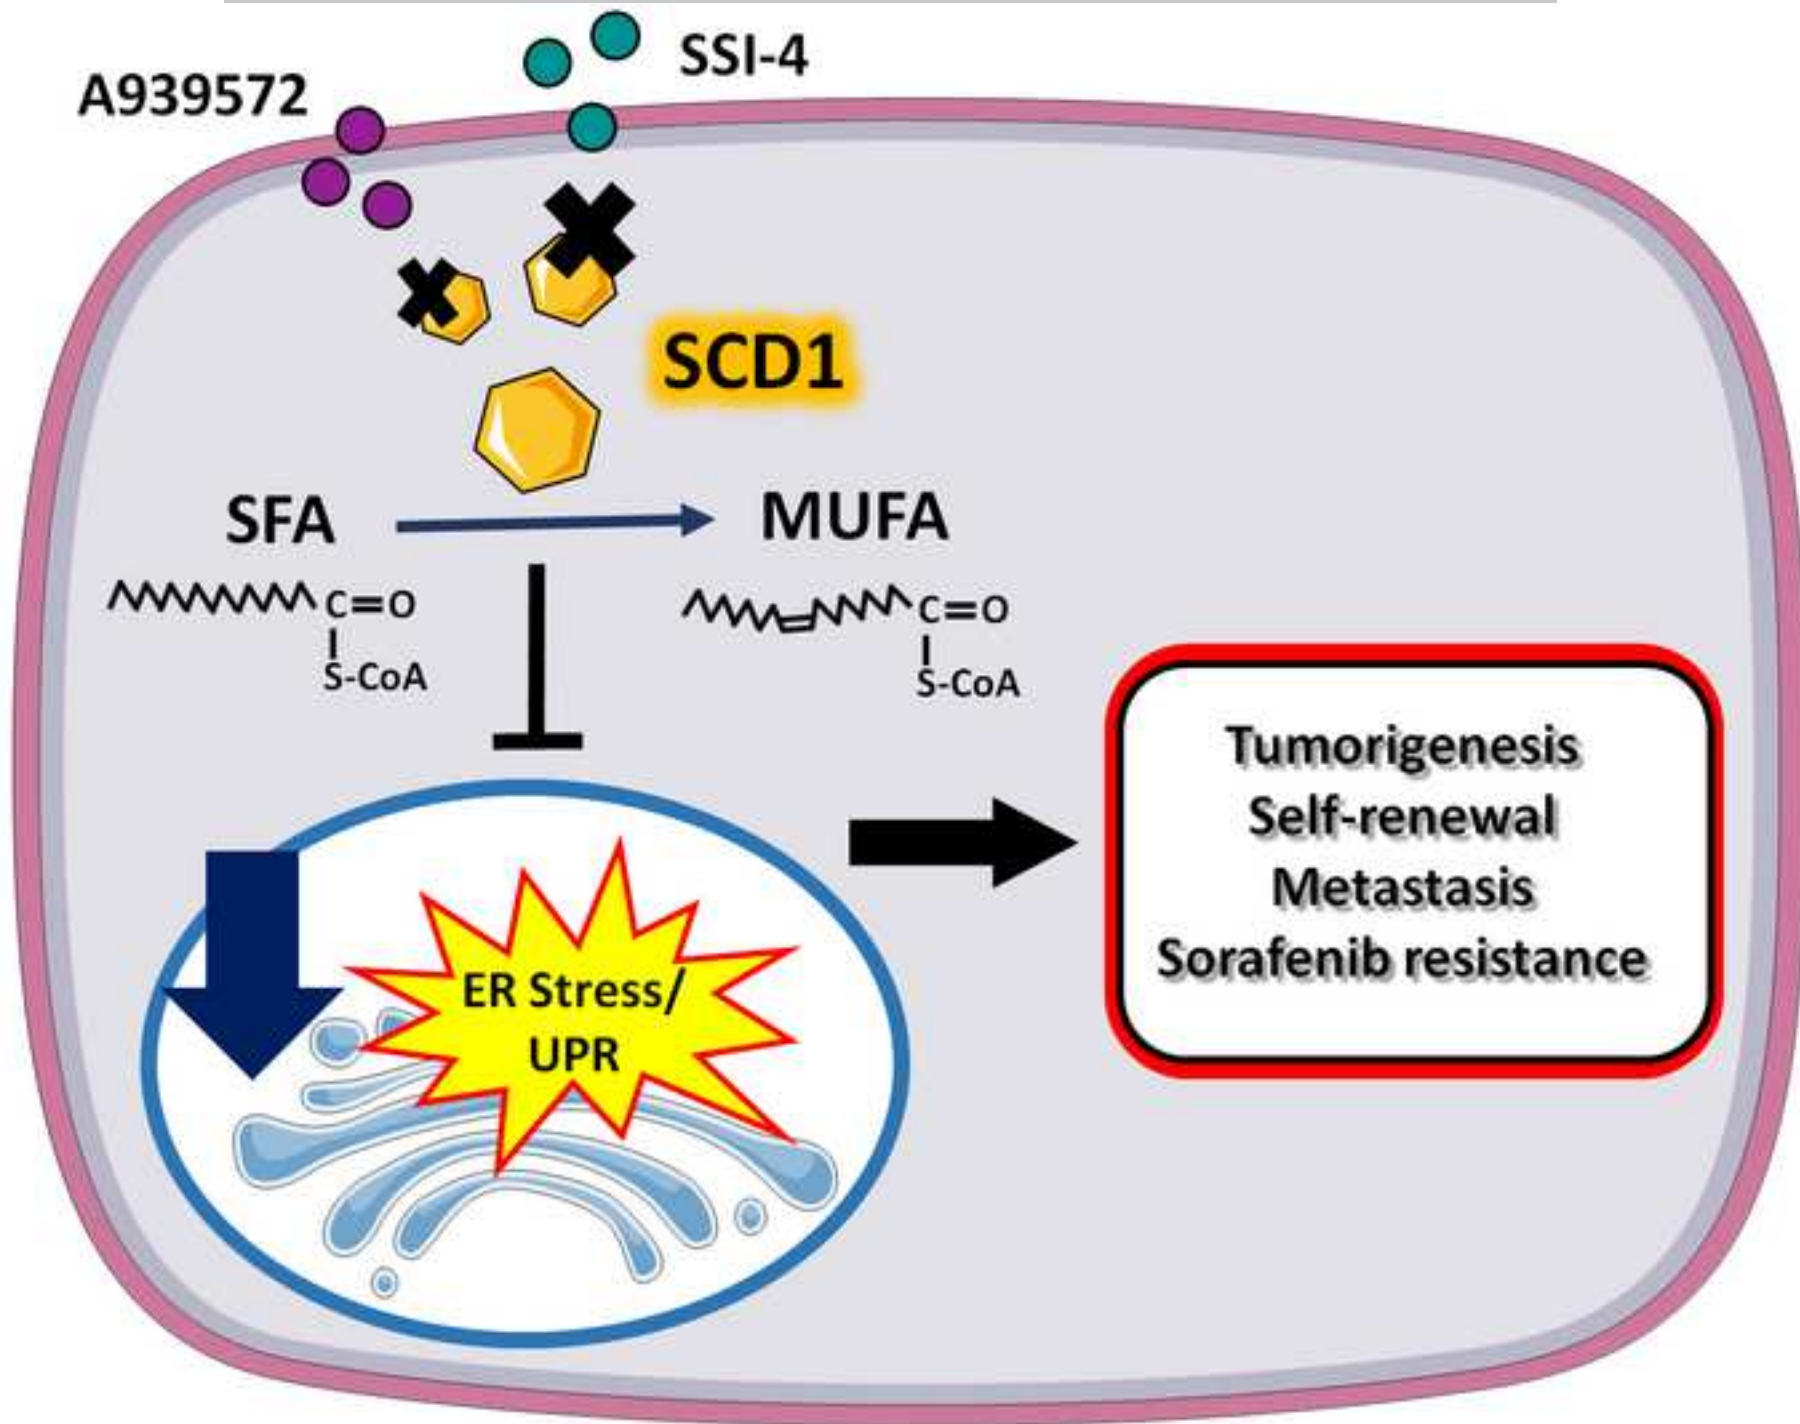 SSI-4
A939572
SCD1
SFA
MUFA
C=O
S-CoA
C=O
S-CoA
Tumorigenesis
Self-renewal
Metastasis
Sorafenib resistance
ER Stress/
UPR